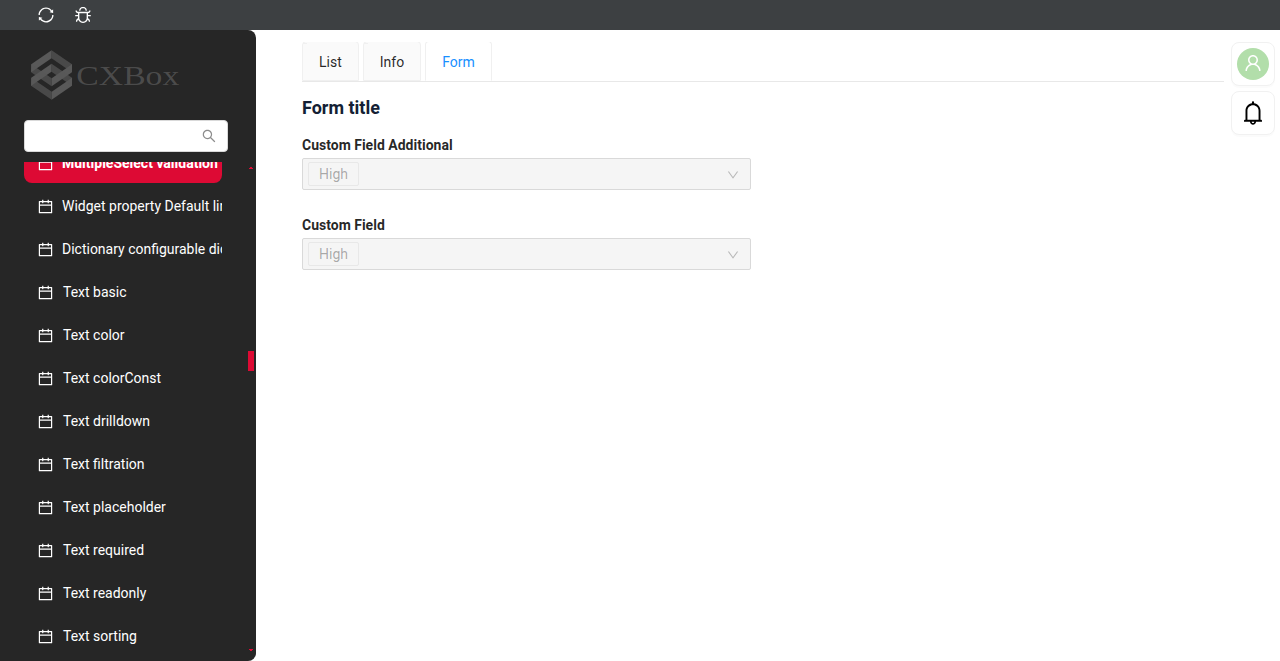 CXBox
MultipleSelect validation
Widget property Default li
Dictionary configurable di
Text basic
Text color
Text colorConst
Text drilldown
Text filtration
Text placeholder
Text required
Text readonly
Text sorting
List
Info
Form
Form title
Custom Field Additional
High
Custom Field
High